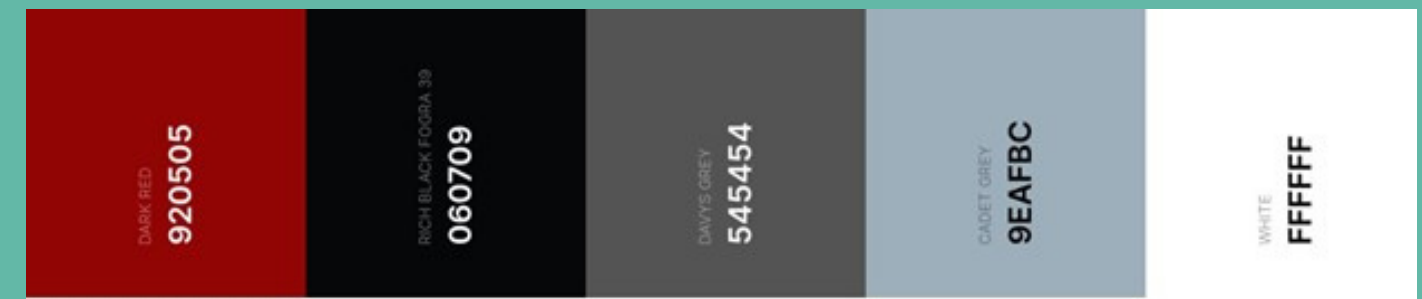 DARK RED
920505
RICH BLACK FOGRA 39
060709
DAVYS GREY
545454
CADET GREY
9EAFBC
WHITE
FFFFFF